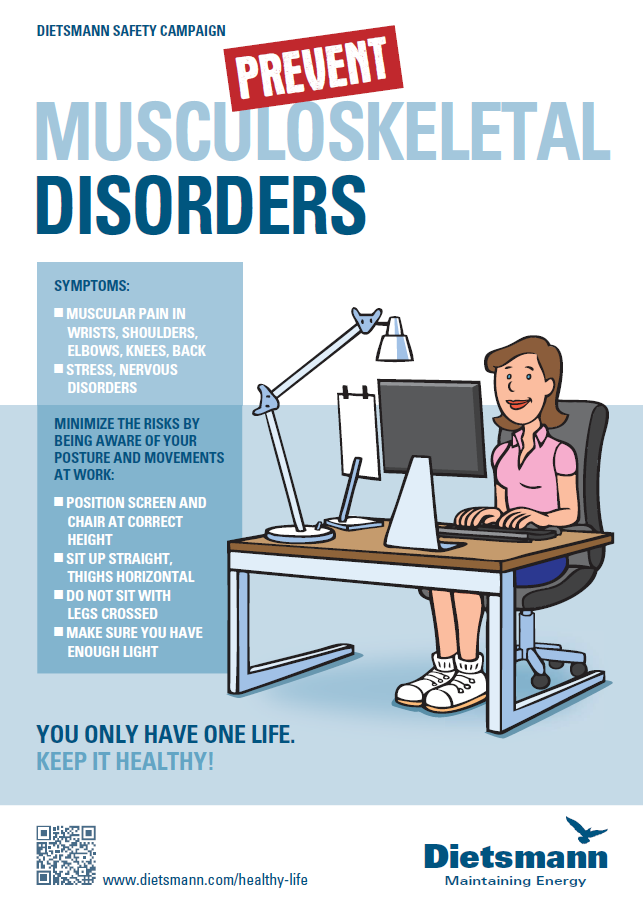 DIETSMANN SAFETY CAMPAIGN
PREVENT
MUSCULOSKELETAL
DISORDERS
SYMPTOMS:
MUSCULAR PAIN IN
WRISTS, SHOULDERS,
ELBOWS, KNEES, BACK
STRESS, NERVOUS
DISORDERS
MINIMIZE THE RISKS BY
BEING AWARE OF YOUR
POSTURE AND MOVEMENTS
AT WORK:
POSITION SCREEN AND
CHAIR AT CORRECT
HEIGHT
SIT UP STRAIGHT,
THIGHS HORIZONTAL
DO NOT SIT WITH
LEGS CROSSED
MAKE SURE YOU HAVE
ENOUGH LIGHT
YOU ONLY HAVE ONE LIFE.
KEEP IT HEALTHY!
www.dietsmann.com/healthy-life
Dietsmann
Maintaining Energy